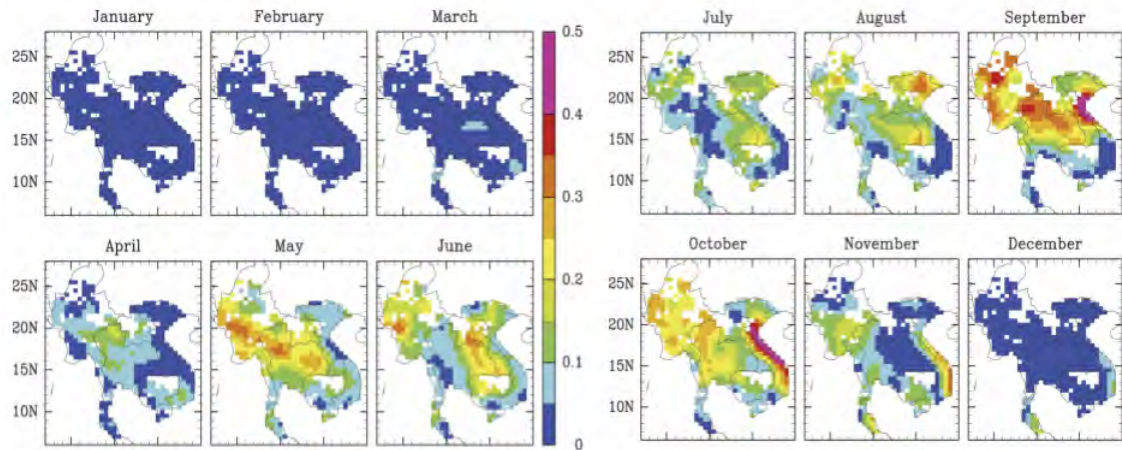 January February March
July August September
25N
20N
15N
10N
April May June
October November December
25N
20N
15N
10N
0.5
0.4
0.3
0.2
0.1
0
25N
20N
15N
10N
25N
20N
15N
10N